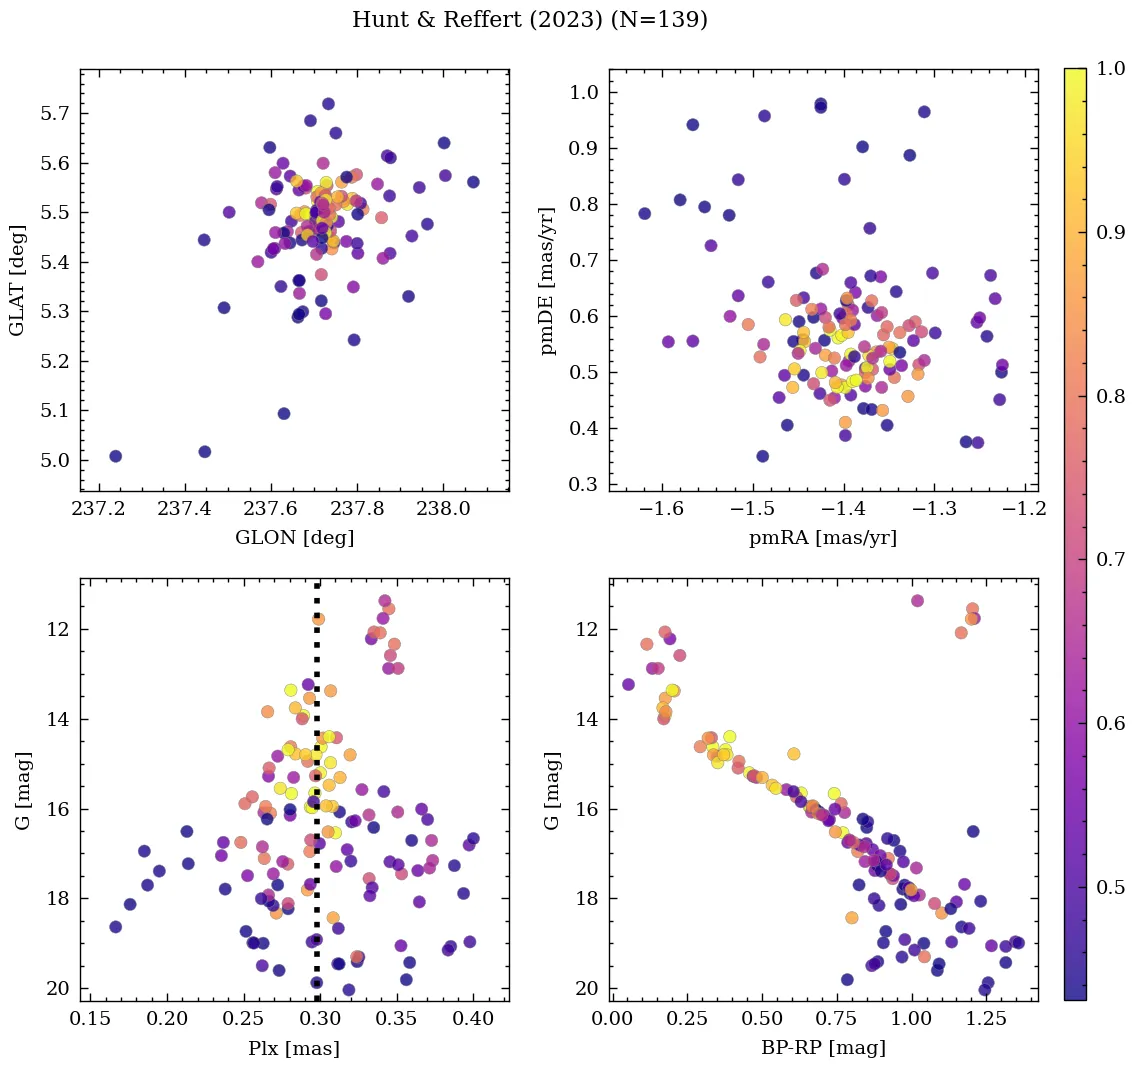 Hunt & Reffert (2023) (N=139)
5.7
5.6
5.5
5.4
5.3
5.2
5.1
5.0
GLAT [deg]
237.2 237.4 237.6 237.8 238.0
GLON [deg]
1.0
0.9
0.8
0.7
0.6
0.5
0.4
0.3
pmDE [mas/yr]
−1.6 −1.5 −1.4 −1.3 −1.2
pmRA [mas/yr]
1.0
0.9
0.8
0.7
0.6
0.5
12
14
16
18
20
G [mag]
0.15 0.20 0.25 0.30 0.35 0.40
Plx [mas]
12
14
16
18
20
G [mag]
0.00 0.25 0.50 0.75 1.00 1.25
BP-RP [mag]